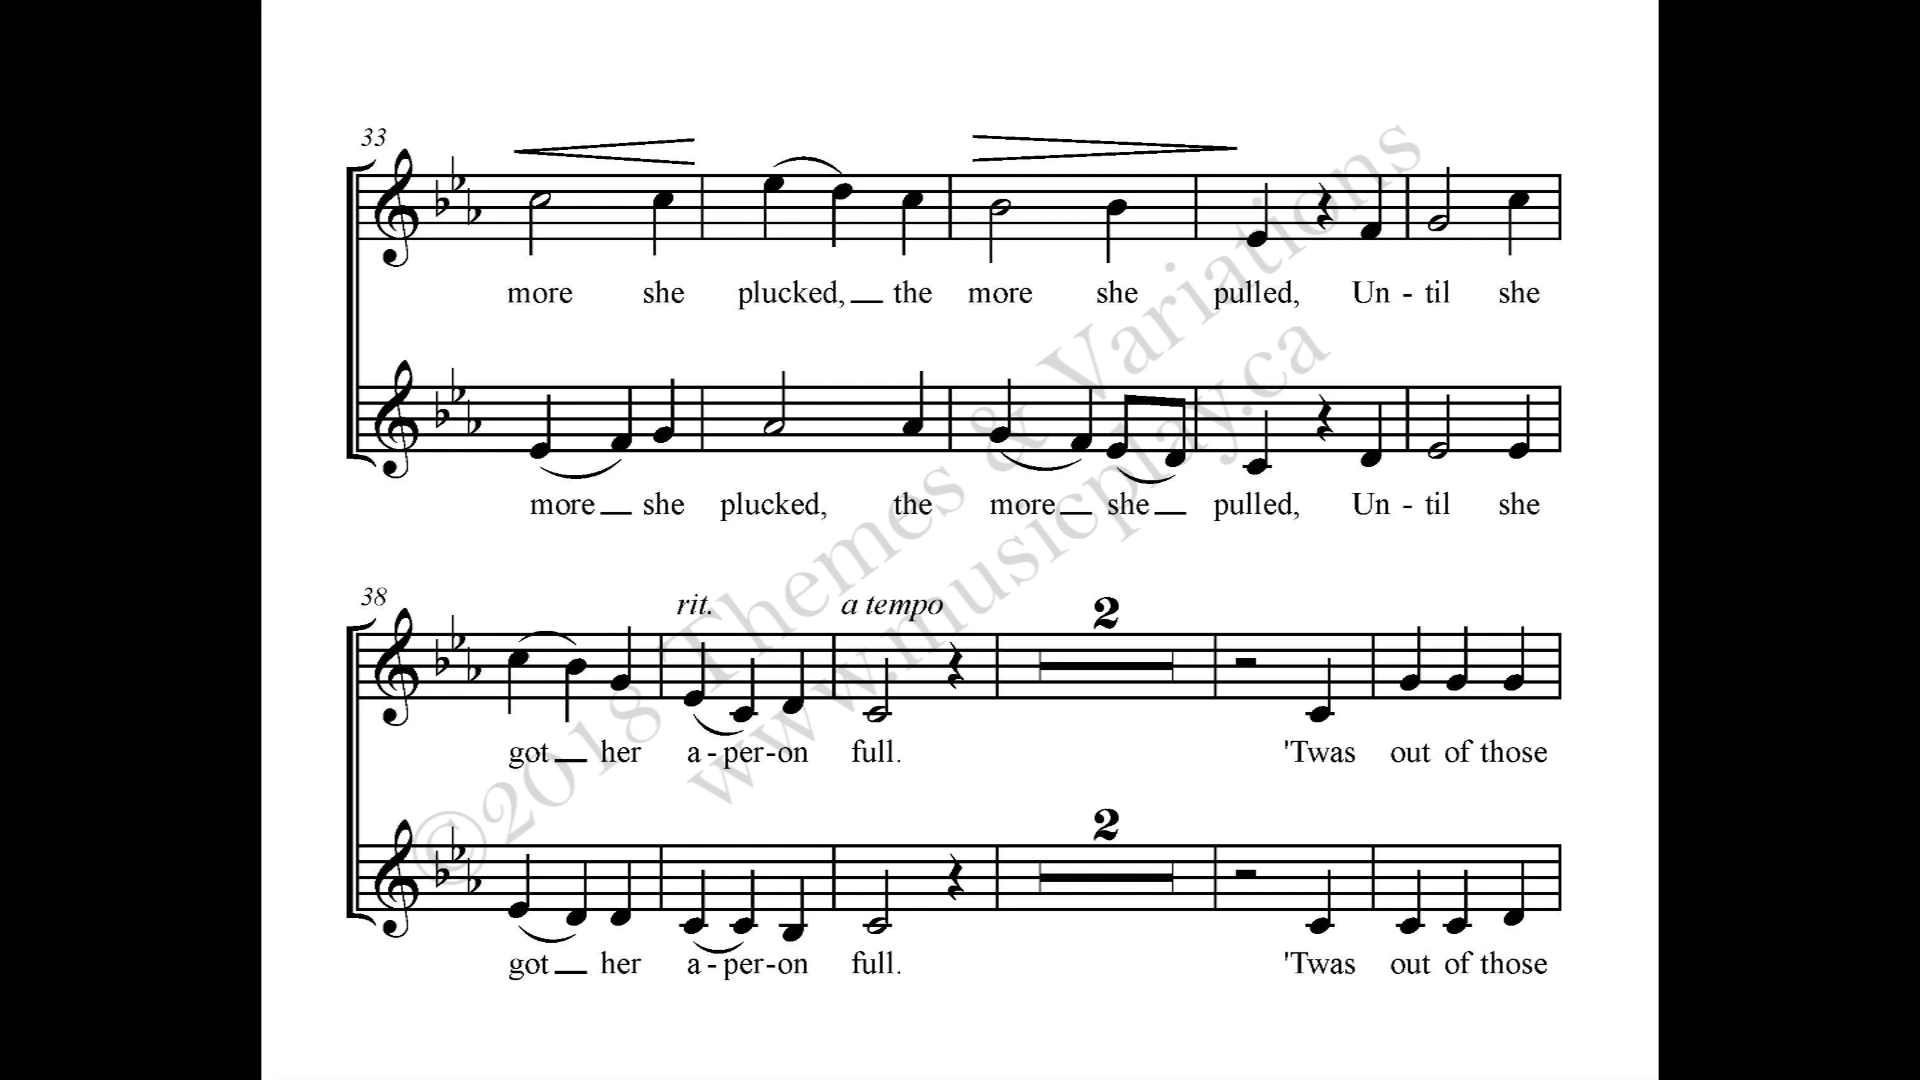 33
more she plucked, the more she pulled, Un - til she
more she plucked, the more she pulled, Un - til she
38
rit. a tempo
2
got her a - per - on full. 'Twas out of those
2
got her a - per - on full. 'Twas out of those
©2018 Themes & Variations
www.musicplay.ca